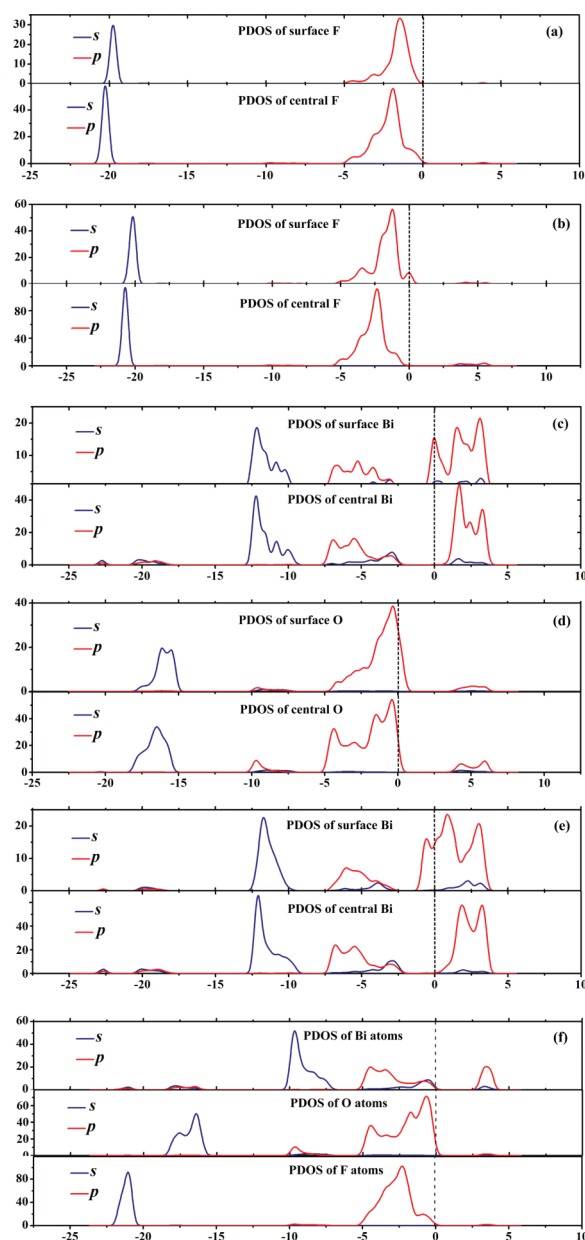 30
PDOS of surface F
(a)
s
20
p
10
0
PDOS of central F
s
40
p
20
0
-25 -20 -15 -10 -5 0 5 10
60
PDOS of surface F
(b)
s
40
p
20
0
PDOS of central F
s
80
p
40
0
-25 -20 -15 -10 -5 0 5 10
PDOS of surface Bi
(c)
s
20
p
10
PDOS of central Bi
s
40
p
20
0
-25 -20 -15 -10 -5 0 5 10
40
PDOS of surface O
(d)
s
p
20
0
PDOS of central O
s
40
p
20
0
-25 -20 -15 -10 -5 0 5 10
PDOS of surface Bi
(e)
s
20
p
10
0
PDOS of central Bi
s
40
p
20
0
-25 -20 -15 -10 -5 0 5 10
60
PDOS of Bi atoms
(f)
s
40
p
20
0
PDOS of O atoms
s
60
p
40
20
0
PDOS of F atoms
s
80
p
40
0
-25 -20 -15 -10 -5 0 5 10